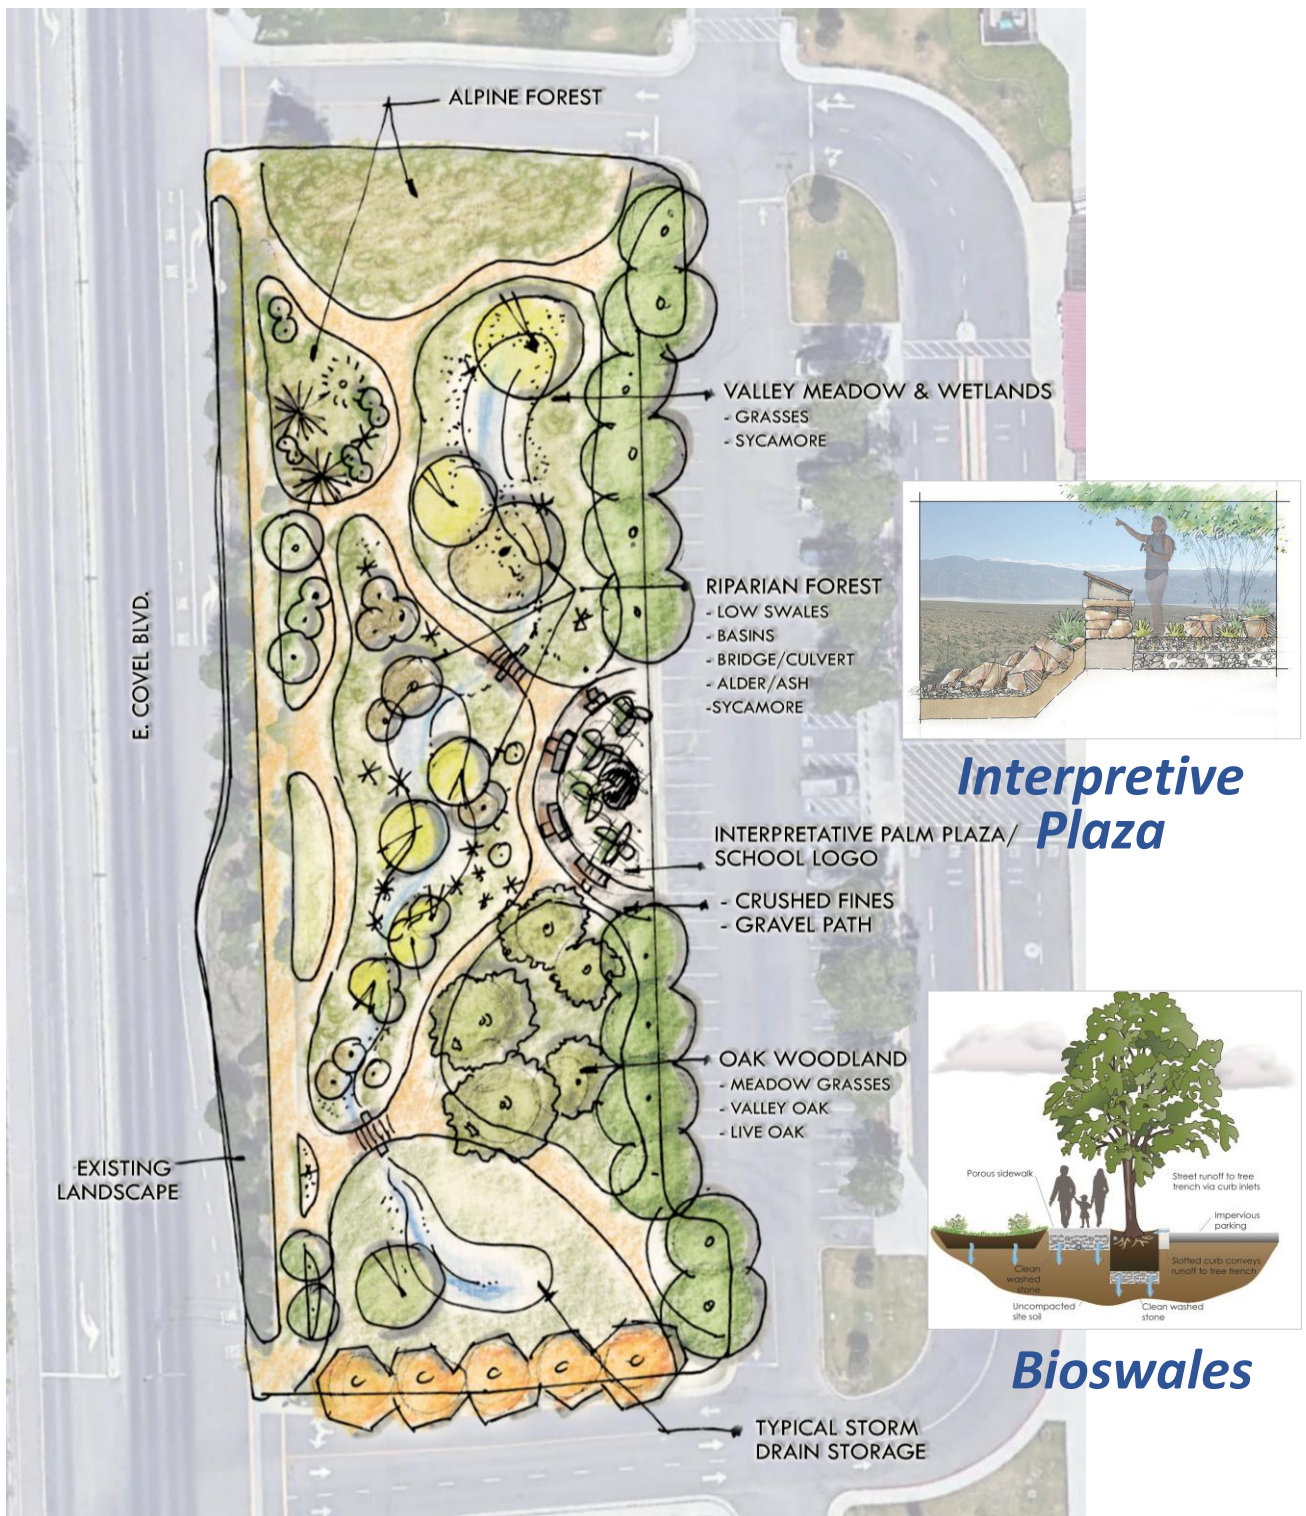 ALPINE FOREST
VALLEY MEADOW & WETLANDS
- GRASSES
- SYCAMORE
RIPARIAN FOREST
- LOW SWALES
- BASINS
- BRIDGE/CULVERT
- ALDER/ASH
-SYCAMORE
E. COVEL BLVD.
Interpretive
Plaza
INTERPRETATIVE PALM PLAZA/
SCHOOL LOGO
- CRUSHED FINES
- GRAVEL PATH
OAK WOODLAND
- MEADOW GRASSES
- VALLEY OAK
- LIVE OAK
EXISTING
LANDSCAPE
Porous sidewalk
Street runoff to tree
trench via curb inlets
Impervious
parking
Slotted curb conveys
runoff to tree trench
Clean
washed
stone
Uncompacted
site soil
Clean washed
stone
Bioswales
TYPICAL STORM
DRAIN STORAGE